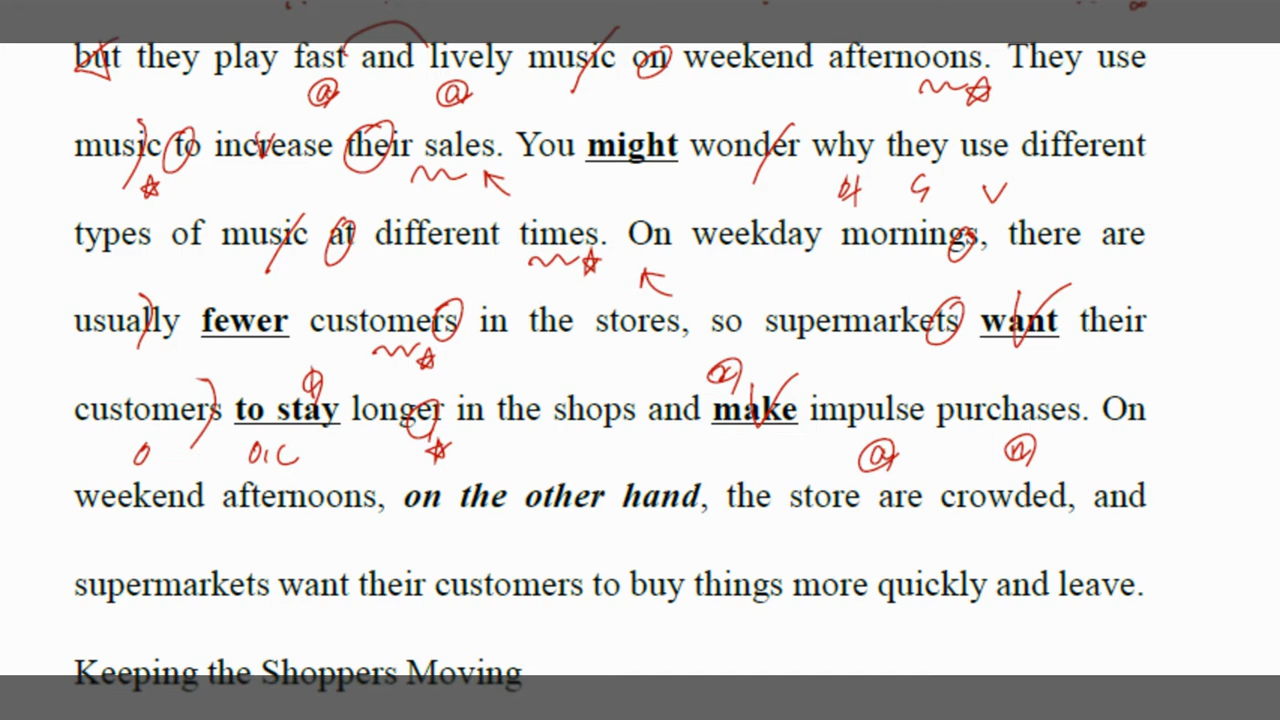 but they play fast and lively music on weekend afternoons. They use
music to increase their sales. You might wonder why they use different
types of music at different times. On weekday mornings, there are
usually fewer customers in the stores, so supermarkets want their
customers to stay longer in the shops and make impulse purchases. On
weekend afternoons, on the other hand, the store are crowded, and
supermarkets want their customers to buy things more quickly and leave.
Keeping the Shoppers Moving